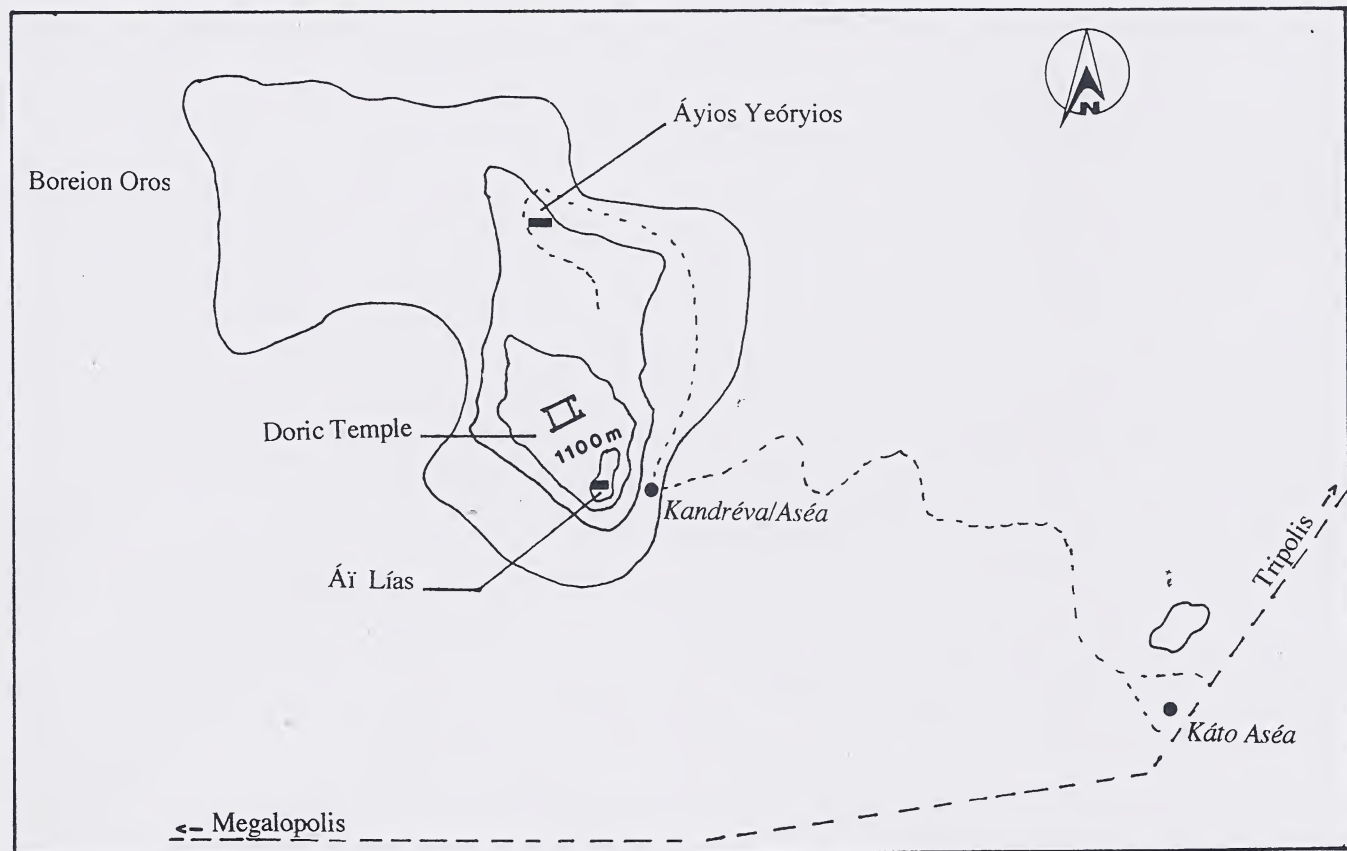 Áyios Yeóryios
N
Boreion Oros
Doric Temple
1100m
Kandréva/Aséa
Áï Lías
Tripolis
Káto Aséa
<- Megalopolis